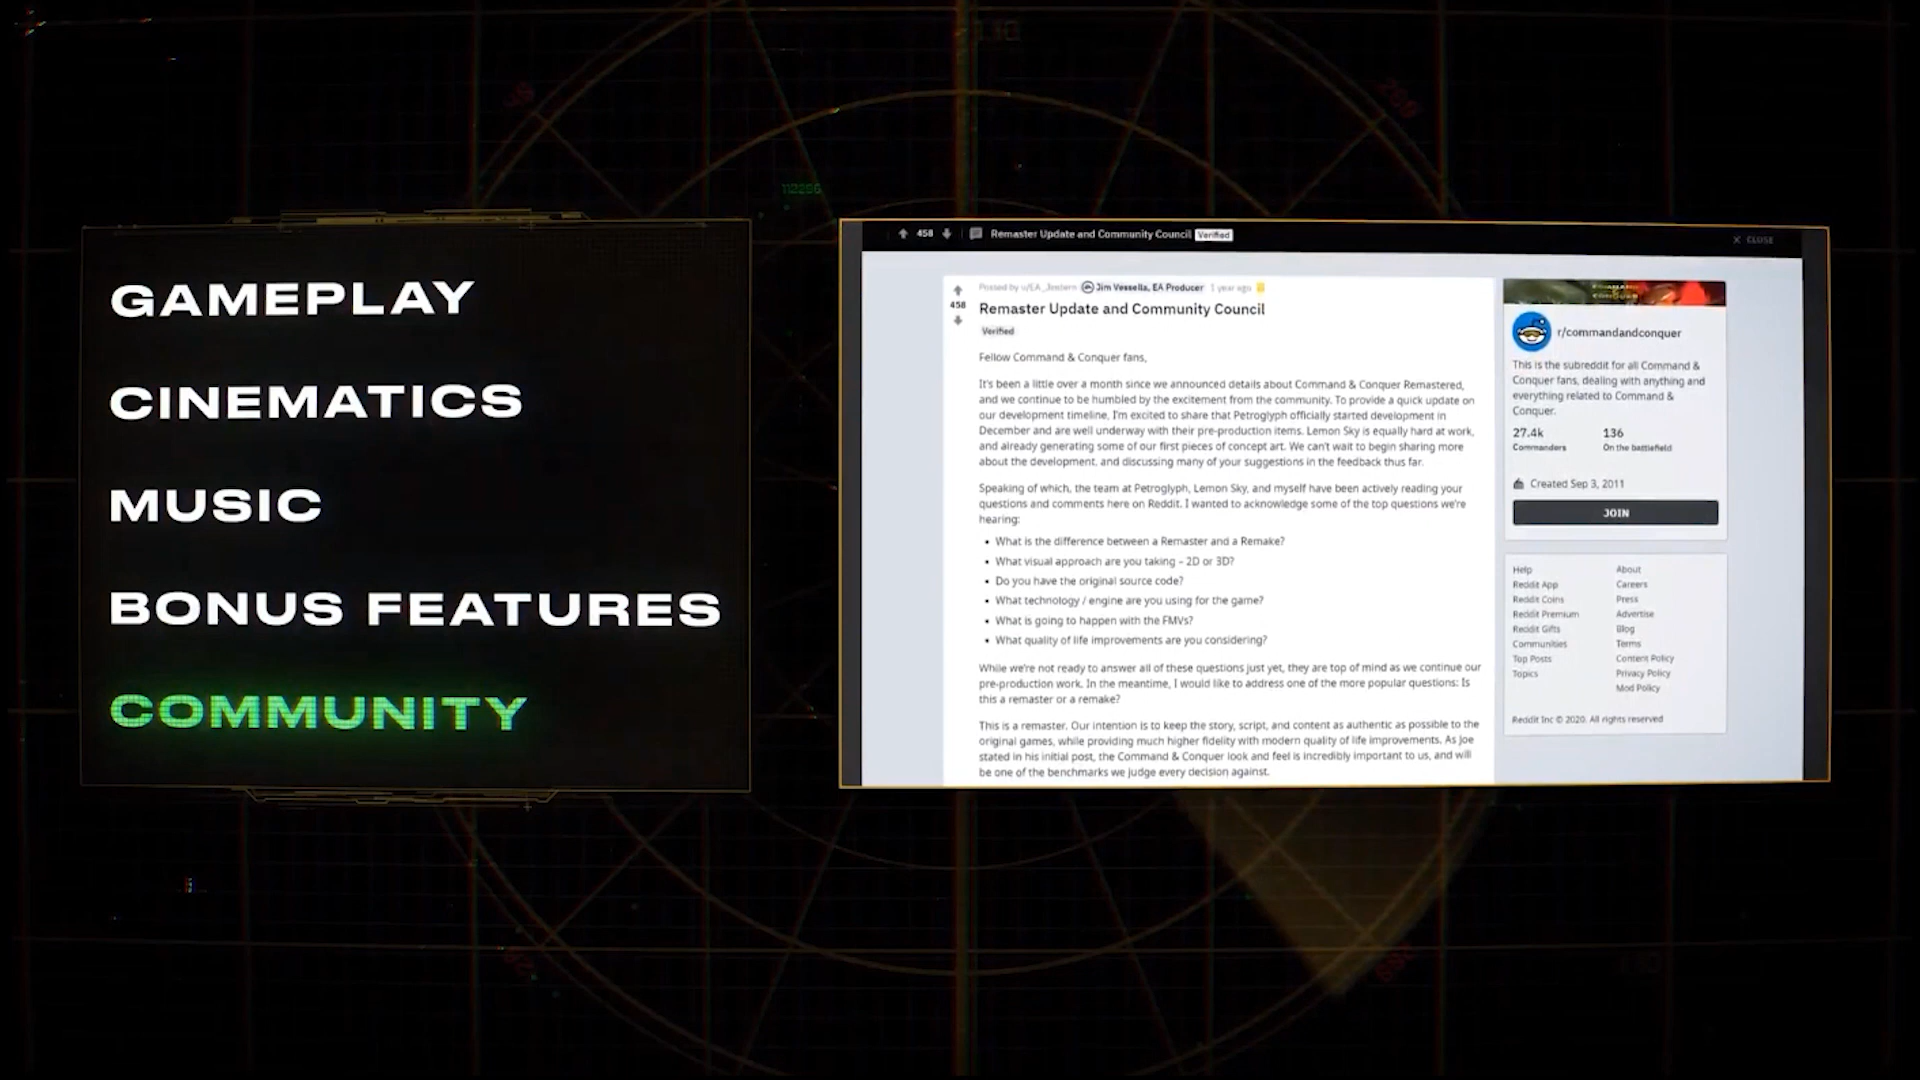 GAMEPLAY
CINEMATICS
MUSIC
BONUS FEATURES
COMMUNITY
112286
458 Remaster Update and Community Council Verified
CLOSE
458
Posted by Jim Vessella, EA Producer 1 year ago
Remaster Update and Community Council
Verified
Fellow Command & Conquer fans,
It's been a little over a month since we announced details about Command & Conquer Remastered,
and we continue to be humbled by the excitement from the community. To provide a quick update on
our development timeline, I'm excited to share that Petroglyph officially started development in
December and are well underway with their pre-production items. Lemon Sky is equally hard at work,
and already generating some of our first pieces of concept art. We can't wait to begin sharing more
about the development, and discussing many of your suggestions in the feedback thus far.
Speaking of which, the team at Petroglyph, Lemon Sky, and myself have been actively reading your
questions and comments here on Reddit. I wanted to acknowledge some of the top questions we're
hearing:
• What is the difference between a Remaster and a Remake?
• What visual approach are you taking – 2D or 3D?
• Do you have the original source code?
• What technology / engine are you using for the game?
• What is going to happen with the FMVs?
• What quality of life improvements are you considering?
While we're not ready to answer all of these questions just yet, they are top of mind as we continue our
pre-production work. In the meantime, I would like to address one of the more popular questions: Is
this a remaster or a remake?
This is a remaster. Our intention is to keep the story, script, and content as authentic as possible to the
original games, while providing much higher fidelity with modern quality of life improvements. As Joe
stated in his initial post, the Command & Conquer look and feel is incredibly important to us, and will
be one of the benchmarks we judge every decision against.
r/commandandconquer
This is the subreddit for all Command &
Conquer fans, dealing with anything and
everything related to Command &
Conquer.
27.4k 136
Commanders On the battlefield
Created Sep 3, 2011
JOIN
Help About
Reddit App Careers
Reddit Coins Press
Reddit Premium Advertise
Reddit Gifts Blog
Communities Terms
Top Posts Content Policy
Topics Privacy Policy
Mod Policy
Reddit Inc © 2020. All rights reserved